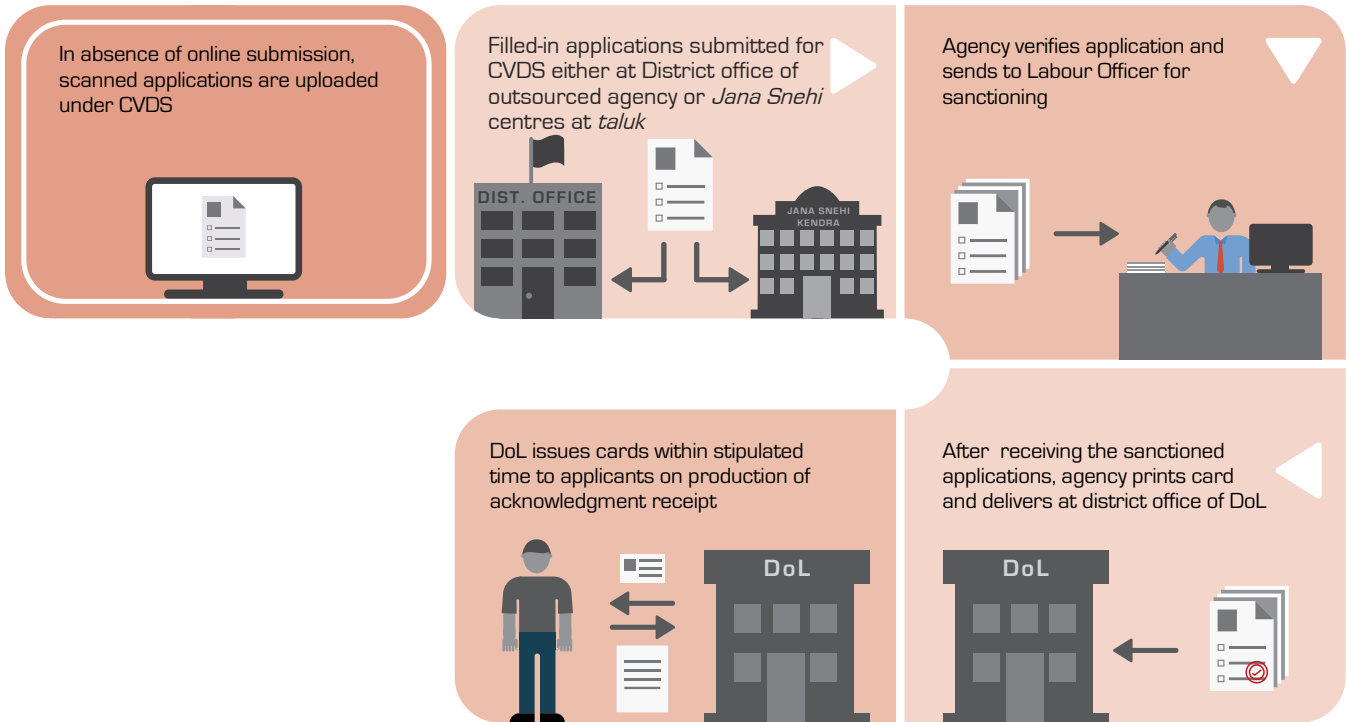 In absence of online submission,
scanned applications are uploaded
under CVDS
Filled-in applications submitted for
CVDS either at District office of
outsourced agency or Jana Snehi
centres at taluk
DIST. OFFICE
JANA SNEHI
KENDRA
Agency verifies application and
sends to Labour Officer for
sanctioning
After  receiving the sanctioned
applications, agency prints card
and delivers at district office of DoL
DoL
DoL issues cards within stipulated
time to applicants on production of
acknowledgment receipt
DoL